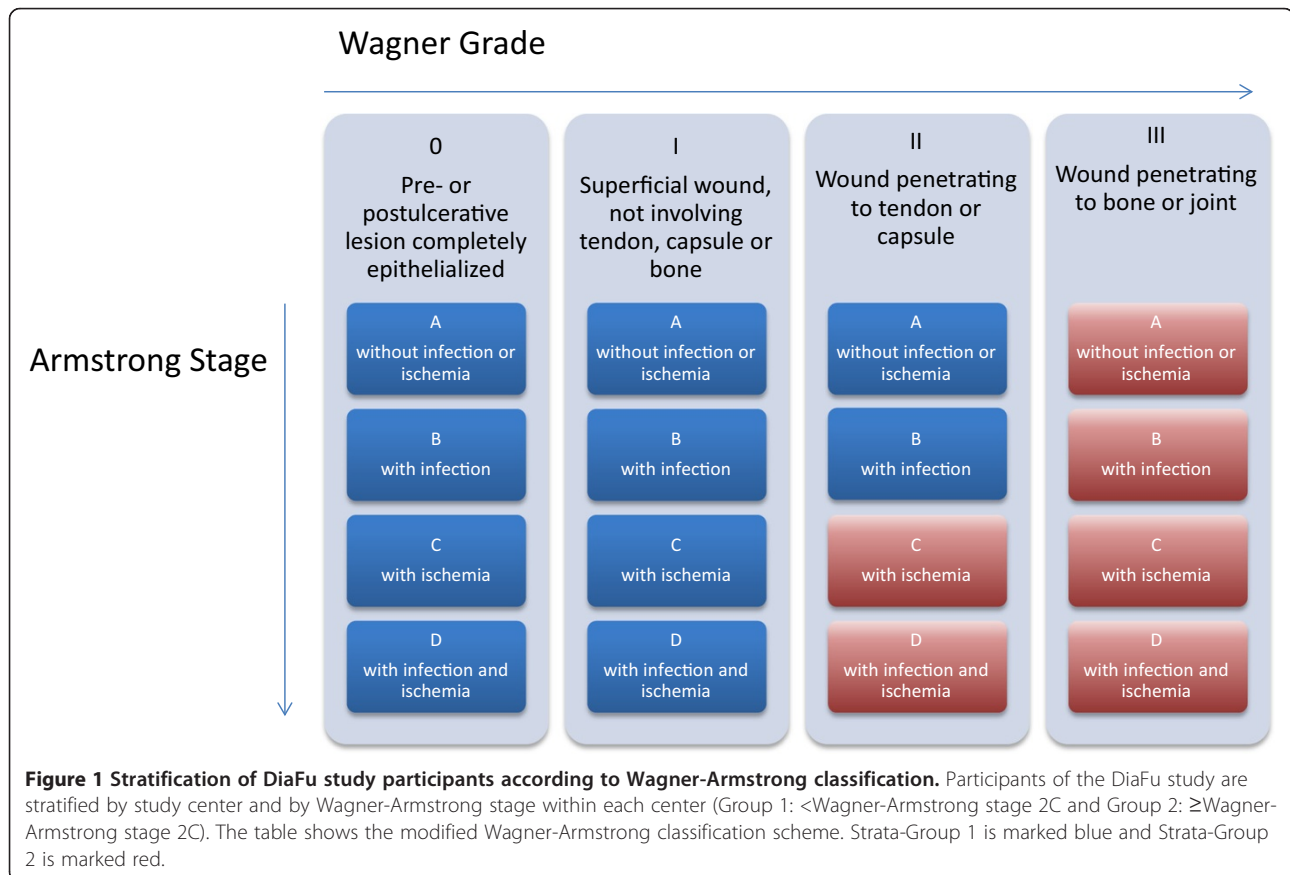 Wagner Grade
0
Pre- or
postulcerative
lesion completely
epithelialized
I
Superficial wound,
not involving
tendon, capsule or
bone
II
Wound penetrating
to tendon or
capsule
III
Wound penetrating
to bone or joint
Armstrong Stage
A
without infection or
ischemia
A
without infection or
ischemia
A
without infection or
ischemia
A
without infection or
ischemia
B
with infection
B
with infection
B
with infection
B
with infection
C
with ischemia
C
with ischemia
C
with ischemia
C
with ischemia
D
with infection and
ischemia
D
with infection and
ischemia
D
with infection and
ischemia
D
with infection and
ischemia
Figure 1 Stratification of DiaFu study participants according to Wagner-Armstrong classification. Participants of the DiaFu study are
stratified by study center and by Wagner-Armstrong stage within each center (Group 1: <Wagner-Armstrong stage 2C and Group 2: ≥Wagner-
Armstrong stage 2C). The table shows the modified Wagner-Armstrong classification scheme. Strata-Group 1 is marked blue and Strata-Group
2 is marked red.